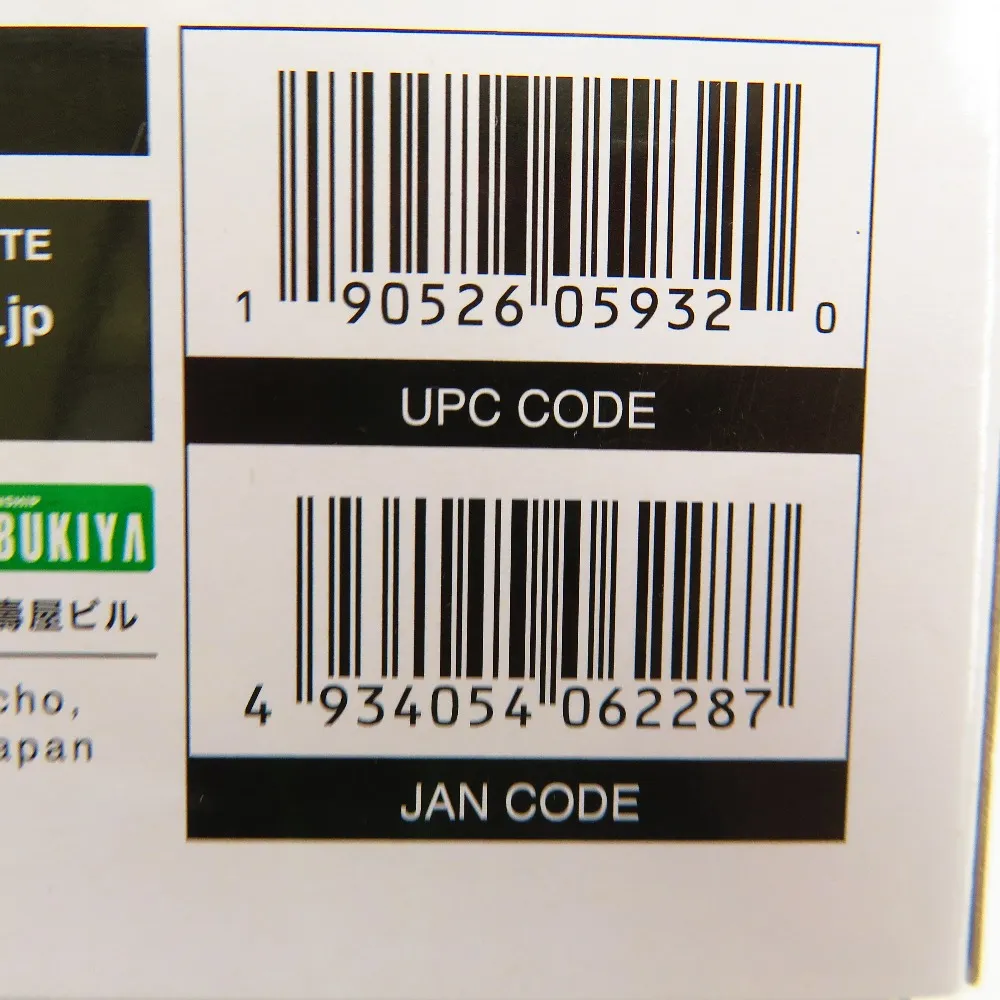 TE
.jp
BUKIYA
壽屋ビル
cho,
apan
1 90526 05932 0
UPC CODE
4 934054 062287
JAN CODE